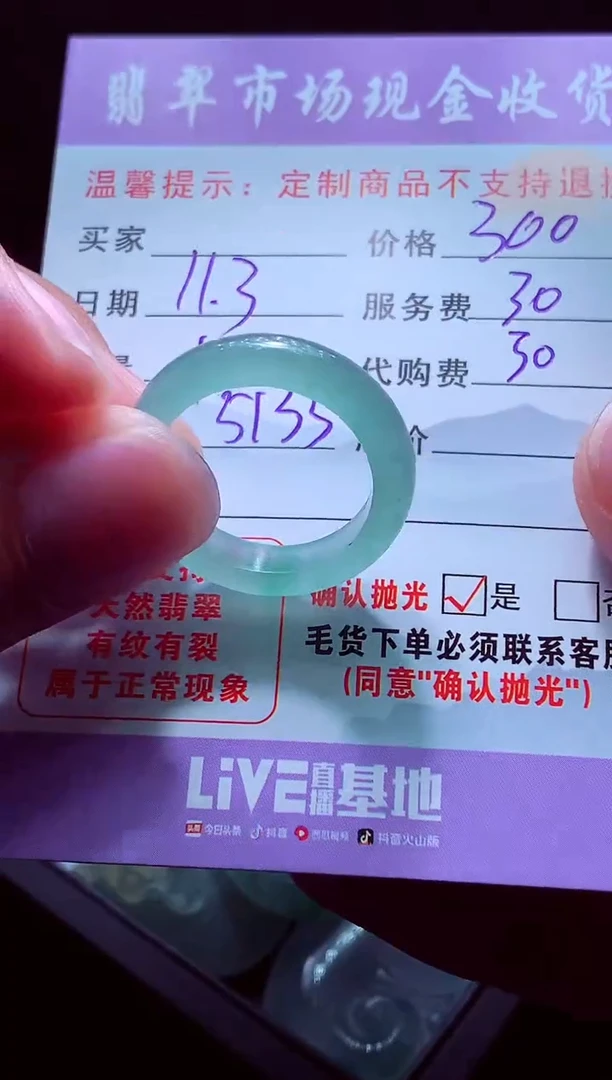 翡翠市场现金收货
温馨提示：定制商品不支持退
买家 价格 300
日期 11.3 服务费 30
代购费 30
5155 价
天然翡翠
有纹有裂
属于正常现象
确认抛光 ☑是 □
毛货下单必须联系客服
(同意"确认抛光")
LiVE直播基地
头条 今日头条 抖音 西瓜视频 抖音火山版